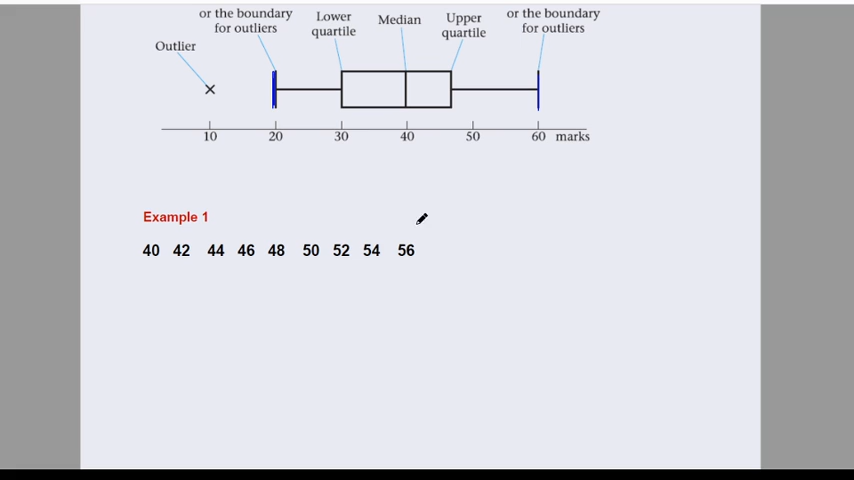 or the boundary for outliers
Lower quartile
Median
Upper quartile
or the boundary for outliers
Outlier
10 20 30 40 50 60 marks
Example 1
40 42 44 46 48 50 52 54 56